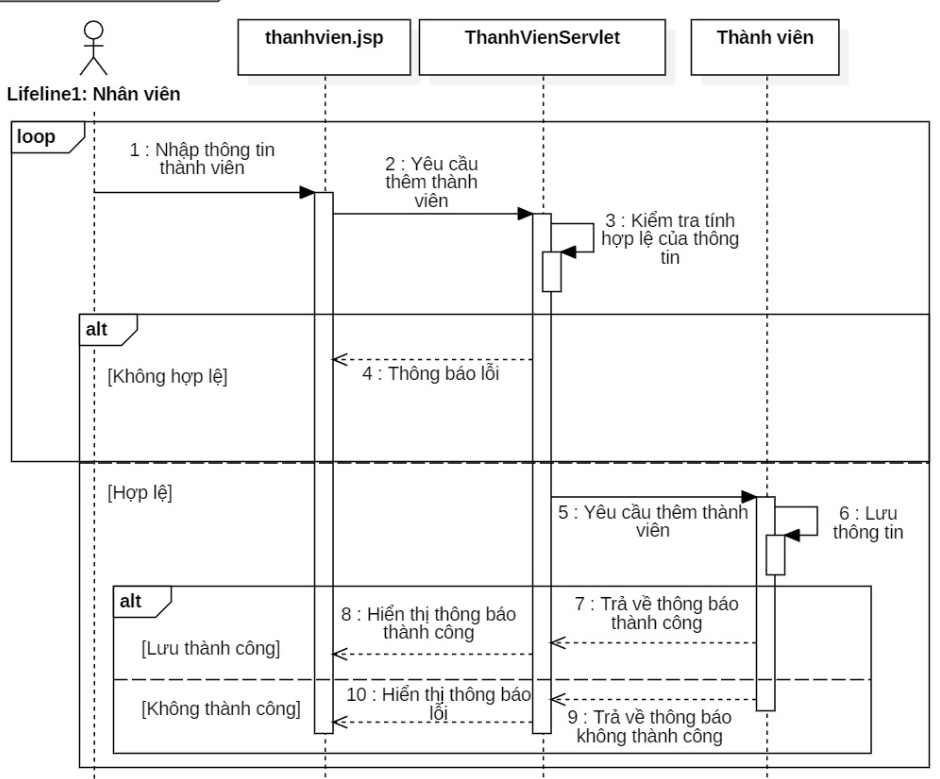 thanhvien.jsp
ThanhVienServlet
Thành viên
Lifeline1: Nhân viên
loop
1 : Nhập thông tin
thành viên
2 : Yêu cầu
thêm thành
viên
3 : Kiểm tra tính
hợp lệ của thông
tin
alt
[Không hợp lệ]
4 : Thông báo lỗi
[Hợp lệ]
5 : Yêu cầu thêm thành
viên
6 : Lưu
thông tin
alt
7 : Trả về thông báo
thành công
8 : Hiển thị thông báo
thành công
[Lưu thành công]
[Không thành công]
10 : Hiển thị thông báo
lỗi
9 : Trả về thông báo
không thành công